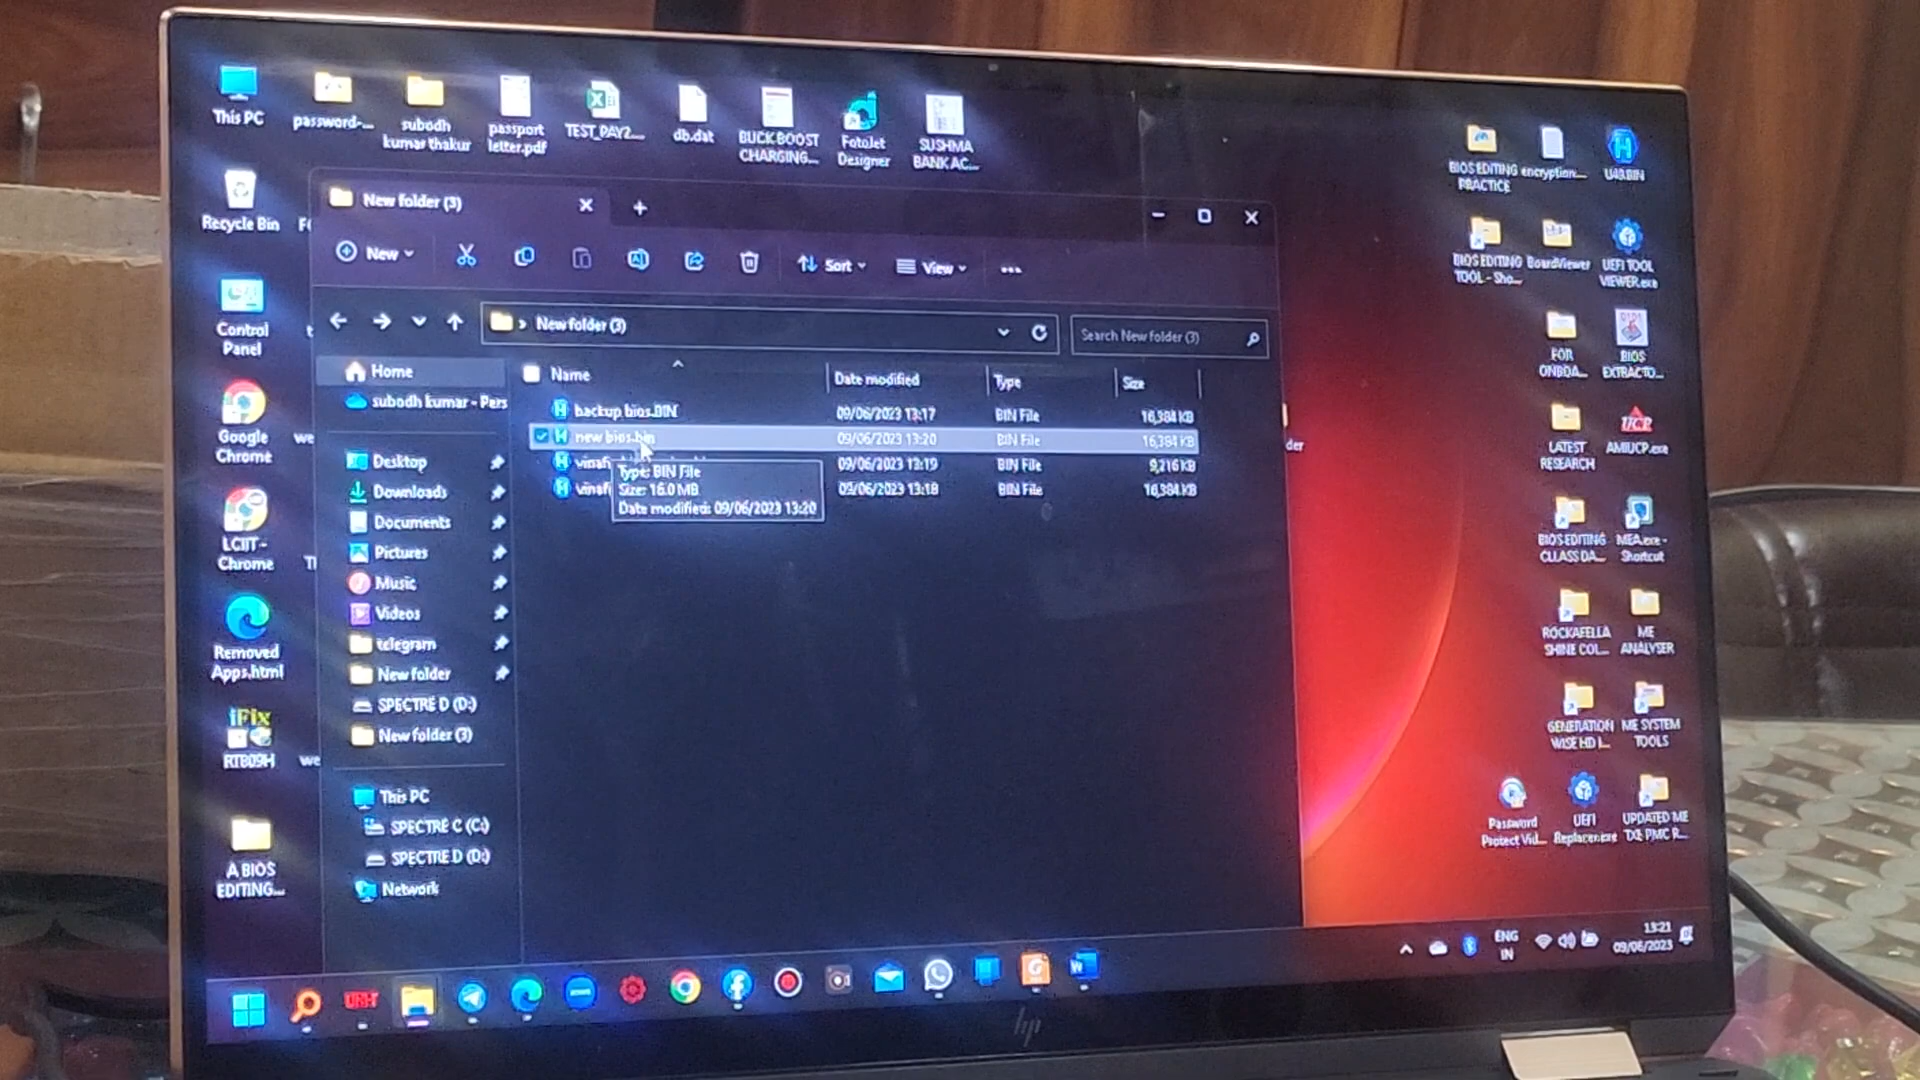 This PC
password-...
subodh
kumar thakur
passport
letter.pdf
TEST_PAY2....
db.dat
BUCK BOOST
CHARGING...
FotoJet
Designer
SUSHMA
BANK AC...
BIOS EDITING
PRACTICE
encryption....
U4B.BIN
Recycle Bin
New folder (3)
New
Sort
View
BIOS EDITING
TOOL - Sho...
BoardViewer
UEFI TOOL
VIEWER.exe
Control
Panel
New folder (3)
Search New folder (3)
FOR
ONBOA...
BIOS
EXTRACTO...
Home
subodh kumar - Pers
Name
Date modified
Type
Size
backup bios.BIN
09/06/2023 13:17
BIN File
16,384 KB
new bios.bin
09/06/2023 13:20
BIN File
16,384 KB
09/06/2023 13:19
BIN File
9,216 KB
09/06/2023 13:18
BIN File
16,384 KB
Type: BIN File
Size: 16.0 MB
Date modified: 09/06/2023 13:20
der
Google
Chrome
we
Desktop
Downloads
Documents
Pictures
Music
Videos
telegram
New folder
SPECTRE D (D:)
New folder (3)
This PC
SPECTRE C (C:)
SPECTRE D (D:)
Network
LATEST
RESEARCH
UCP
AMIUCP.exe
LCIIT -
Chrome
BIOS EDITING
CLLASS DA...
MEA.exe -
Shortcut
Removed
Apps.html
ROCKAFELLA
SHINE COL...
ME
ANALYSER
iFix
RTB09H
we
GENERATION
WISE HD I...
ME SYSTEM
TOOLS
Password
Protect Vid...
UEFI
Replacer.exe
UPDATED ME
TXE PMC R...
A BIOS
EDITING...
ENG
IN
13:21
09/06/2023
hp